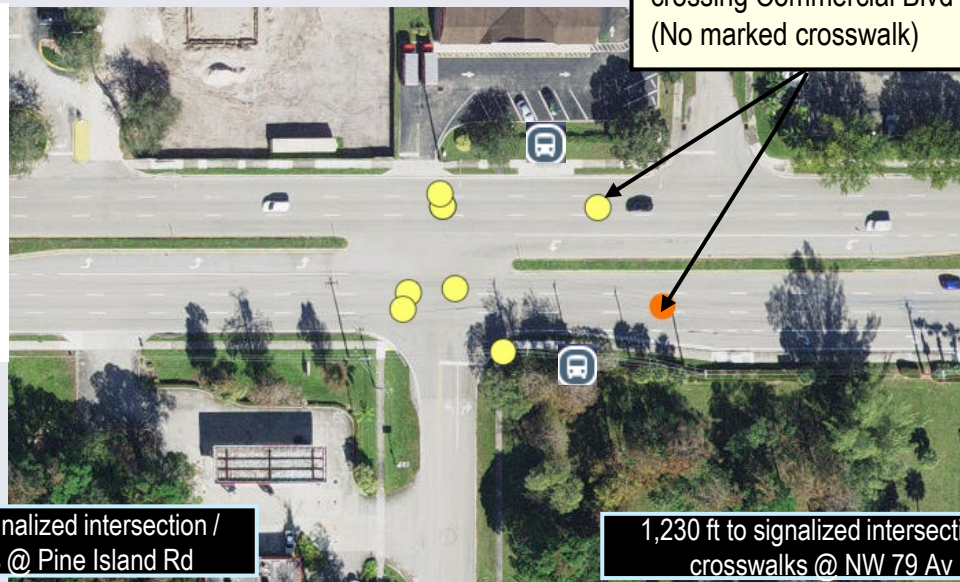 crossing Commercial Blvd
(No marked crosswalk)
nalized intersection /
@ Pine Island Rd
1,230 ft to signalized intersecti
crosswalks @ NW 79 Av